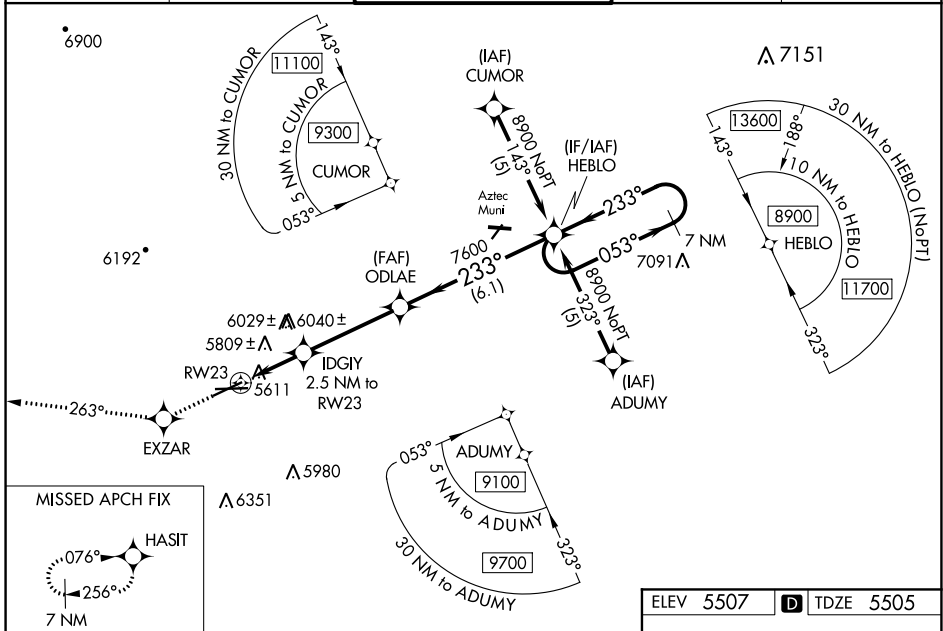 6900
143°
11100
30 NM to CUMOR
5 NM to CUMOR
9300
CUMOR
053°
(IAF)
CUMOR
8900 NoPT
143°
(5)
(IF/IAF)
HEBLO
7151
13600
30 NM to HEBLO (NoPT)
143°
188°
10 NM to HEBLO
8900
HEBLO
11700
323°
Aztec
Muni
233°
053°
7 NM
7091
6192
(FAF)
ODLAE
7600
233°
(6.1)
8900 NoPT
323°
(5)
6029±
6040±
5809±
RW23
5611
IDGIY
2.5 NM to
RW23
(IAF)
ADUMY
263°
EXZAR
5980
6351
053°
ADUMY
9100
5 NM to ADUMY
9700
30 NM to ADUMY
323°
MISSED APCH FIX
HASIT
076°
256°
7 NM
ELEV 5507 D TDZE 5505